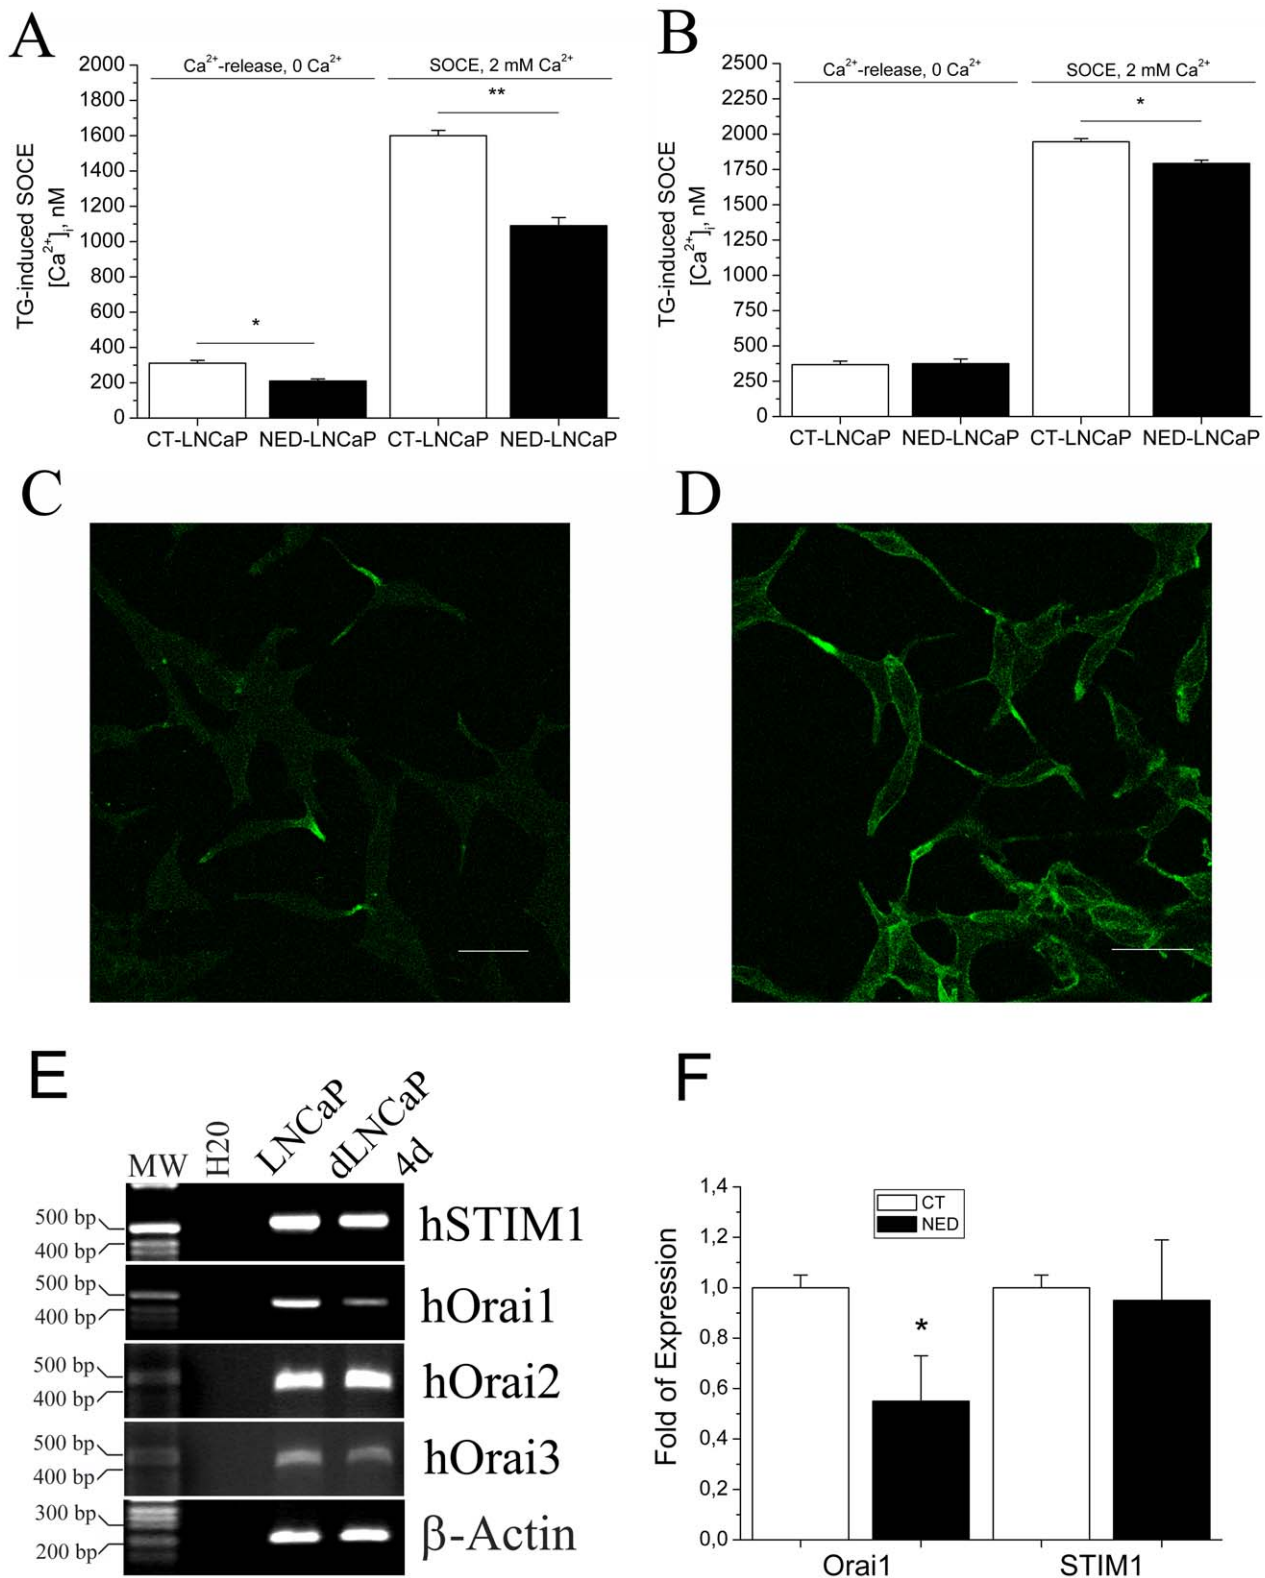 A
Ca²⁺-release, 0 Ca²⁺
SOCE, 2 mM Ca²⁺
**
*
TG-induced SOCE
[Ca²⁺]ᵢ, nM
2000
1800
1600
1400
1200
1000
800
600
400
200
0
CT-LNCaP NED-LNCaP CT-LNCaP NED-LNCaP
B
Ca²⁺-release, 0 Ca²⁺
SOCE, 2 mM Ca²⁺
*
TG-induced SOCE
[Ca²⁺]ᵢ, nM
2500
2250
2000
1750
1500
1250
1000
750
500
250
0
CT-LNCaP NED-LNCaP CT-LNCaP NED-LNCaP
C
D
E
MW
H20
LNCaP
dLNCaP
4d
500 bp
400 bp
hSTIM1
500 bp
400 bp
hOrai1
500 bp
400 bp
hOrai2
500 bp
400 bp
hOrai3
300 bp
200 bp
β-Actin
F
CT
NED
*
Fold of Expression
1,4
1,2
1,0
0,8
0,6
0,4
0,2
0,0
Orai1 STIM1